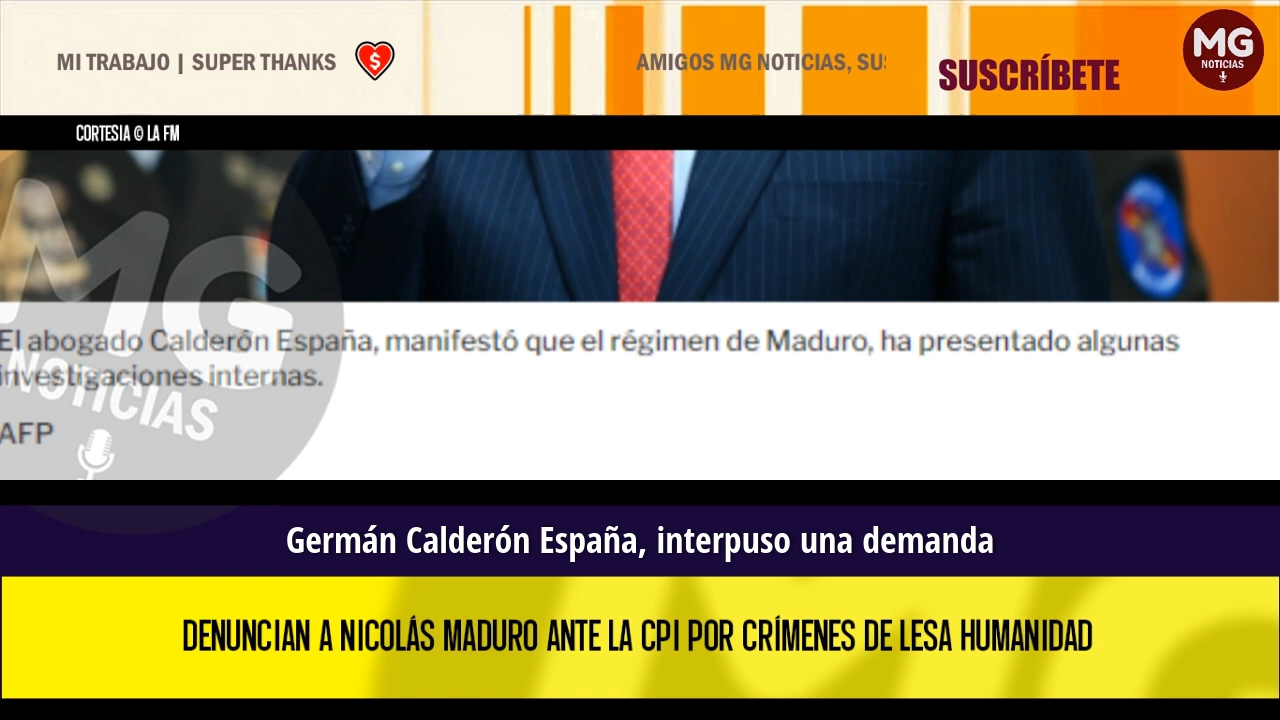 MI TRABAJO | SUPER THANKS
$
AMIGOS MG NOTICIAS, SUS
SUSCRÍBETE
MG
NOTICIAS
CORTESIA © LA FM
El abogado Calderón España, manifestó que el régimen de Maduro, ha presentado algunas
investigaciones internas.
AFP
MG
NOTICIAS
Germán Calderón España, interpuso una demanda
DENUNCIAN A NICOLÁS MADURO ANTE LA CPI POR CRÍMENES DE LESA HUMANIDAD